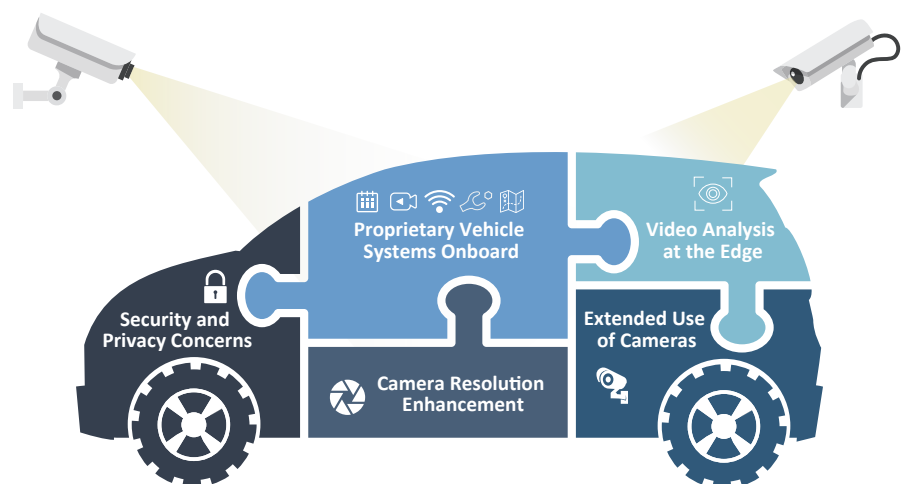 Proprietary Vehicle
Systems Onboard
Video Analysis
at the Edge
Security and
Privacy Concerns
Extended Use
of Cameras
Camera Resolution
Enhancement